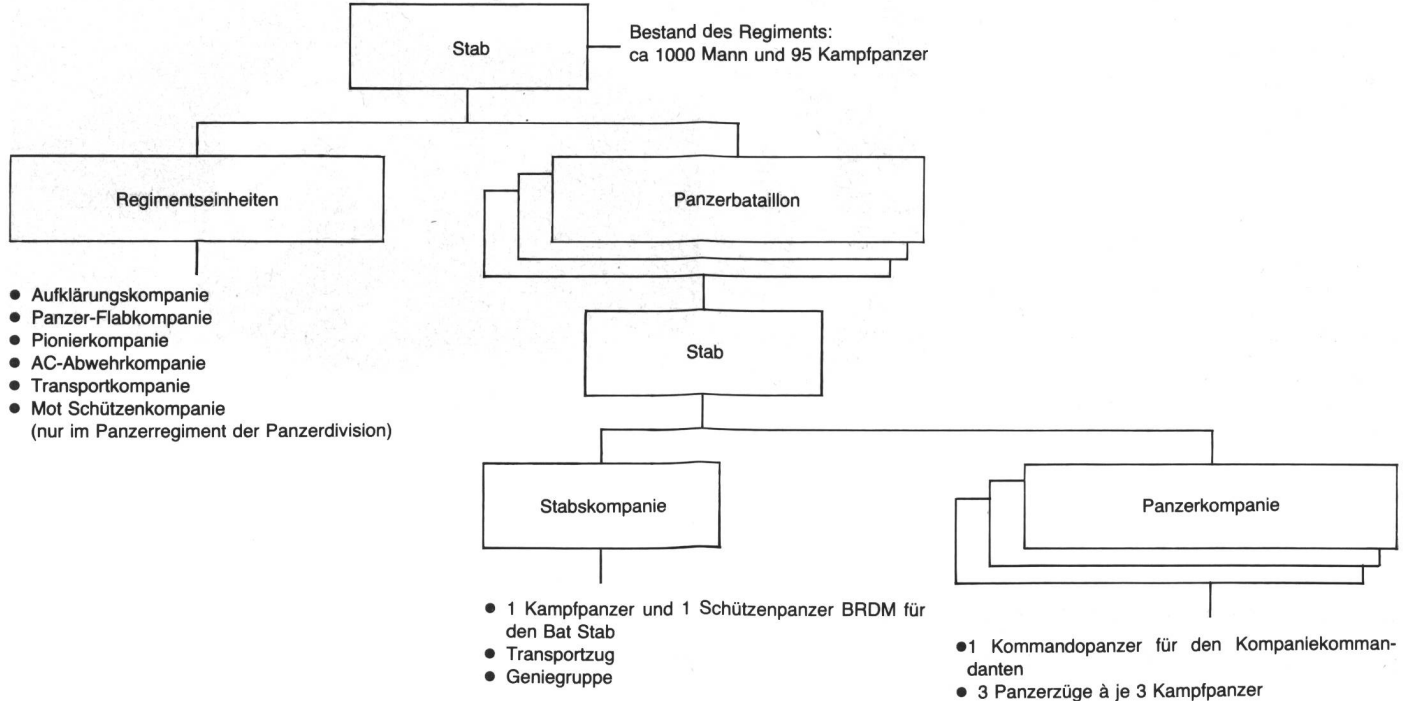 Stab
Bestand des Regiments:
ca 1000 Mann und 95 Kampfpanzer
Regimentseinheiten
Panzerbataillon
● Aufklärungskompanie
● Panzer-Flabkompanie
● Pionierkompanie
● AC-Abwehrkompanie
● Transportkompanie
● Mot Schützenkompanie
(nur im Panzerregiment der Panzerdivision)
Stab
Stabskompanie
Panzerkompanie
● 1 Kampfpanzer und 1 Schützenpanzer BRDM für
den Bat Stab
● Transportzug
● Geniegruppe
●1 Kommandopanzer für den Kompaniekomman-
danten
● 3 Panzerzüge à je 3 Kampfpanzer